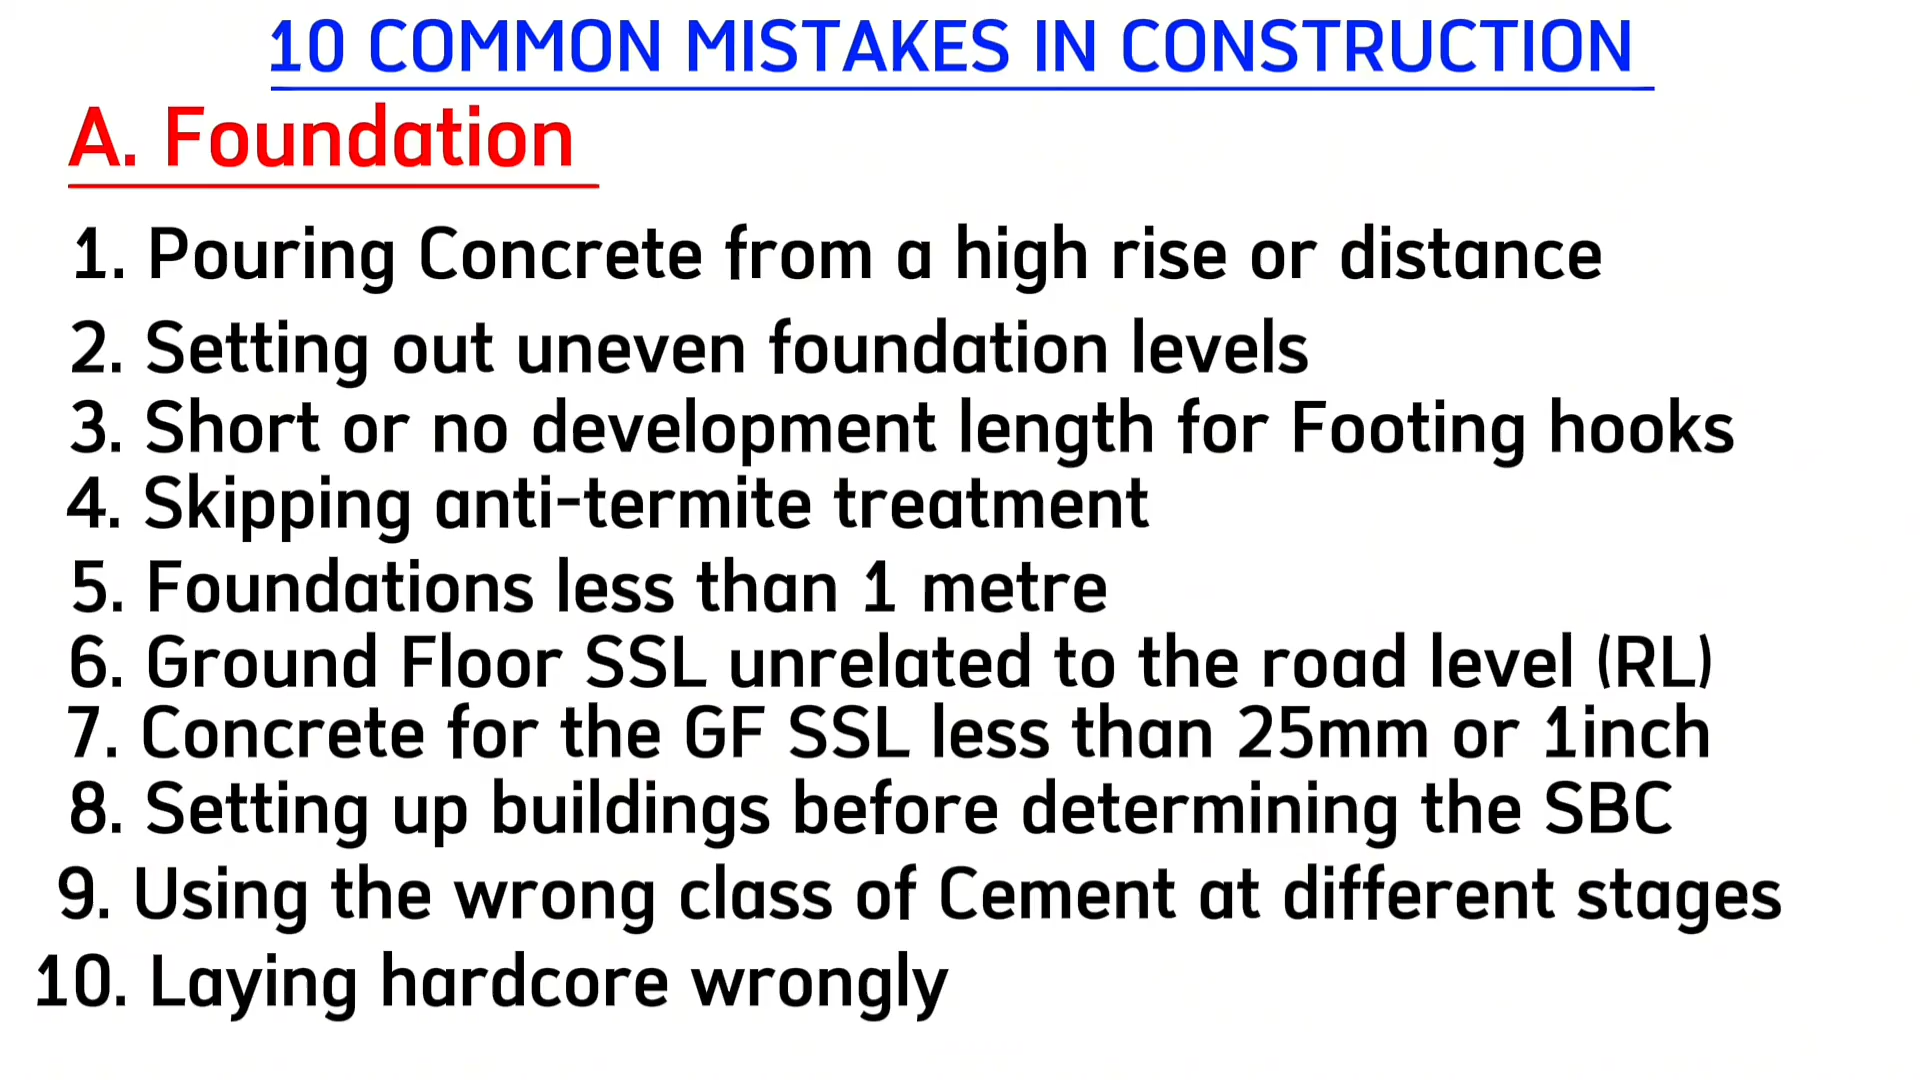 10 COMMON MISTAKES IN CONSTRUCTION
A. Foundation
1. Pouring Concrete from a high rise or distance
2. Setting out uneven foundation levels
3. Short or no development length for Footing hooks
4. Skipping anti-termite treatment
5. Foundations less than 1 metre
6. Ground Floor SSL unrelated to the road level (RL)
7. Concrete for the GF SSL less than 25mm or 1inch
8. Setting up buildings before determining the SBC
9. Using the wrong class of Cement at different stages
10. Laying hardcore wrongly